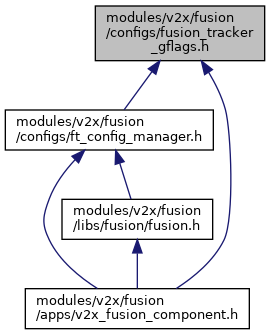 modules/v2x/fusion
/configs/fusion_tracker
_gflags.h
modules/v2x/fusion
/configs/ft_config_manager.h
modules/v2x/fusion
/libs/fusion/fusion.h
modules/v2x/fusion
/apps/v2x_fusion_component.h